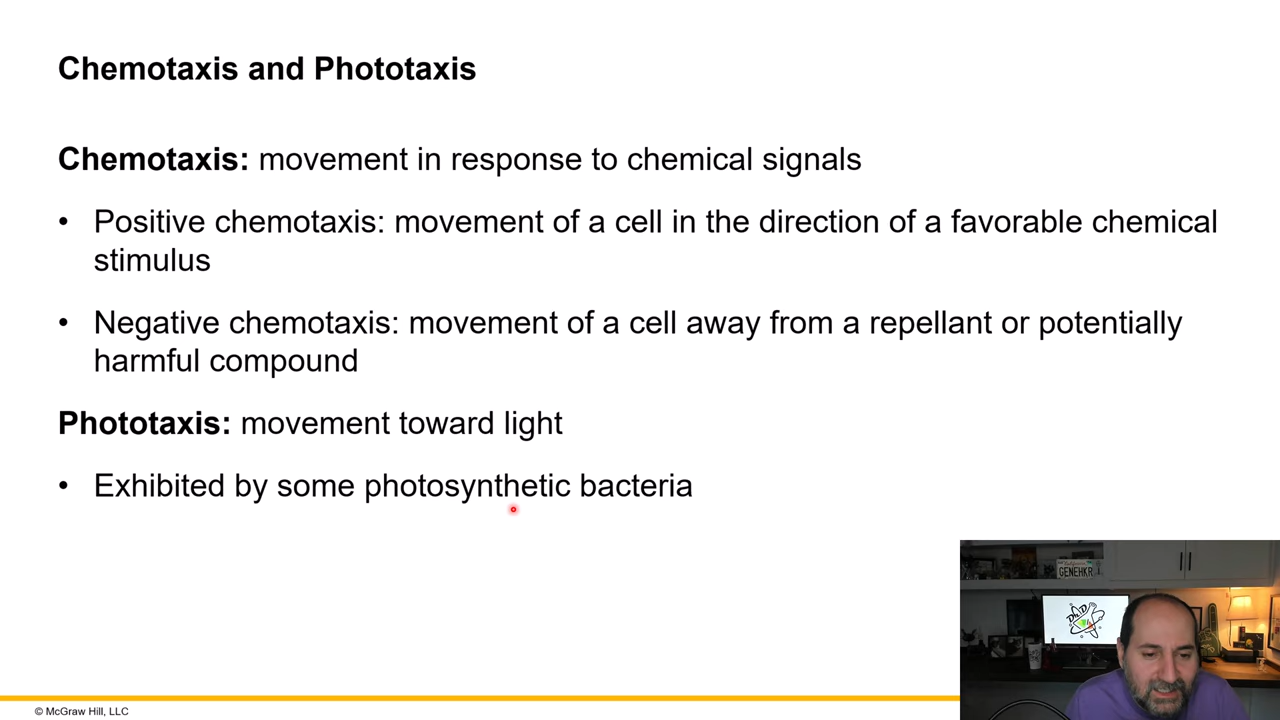 Chemotaxis and Phototaxis
Chemotaxis: movement in response to chemical signals
• Positive chemotaxis: movement of a cell in the direction of a favorable chemical
stimulus
• Negative chemotaxis: movement of a cell away from a repellant or potentially
harmful compound
Phototaxis: movement toward light
• Exhibited by some photosynthetic bacteria
GENEHKR
© McGraw Hill, LLC